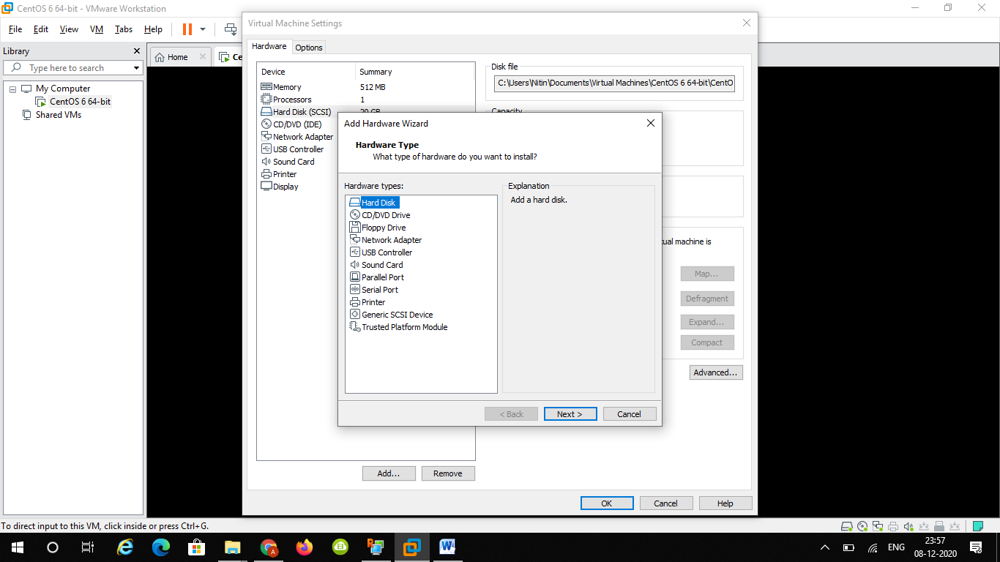 CentOS 6 64-bit - VMware Workstation
File Edit View VM Tabs Help
Library
Type here to search
My Computer
CentOS 6 64-bit
Shared VMs
Home
Ce
Virtual Machine Settings
Hardware Options
Device Summary
Memory 512 MB
Processors 1
Hard Disk (SCSI) 20 GB
CD/DVD (IDE)
Network Adapter
USB Controller
Sound Card
Printer
Display
Add... Remove
Disk file
C:\Users\Nitin\Documents\Virtual Machines\CentOS 6 64-bit\CentO
Capacity
machine is
Map...
Defragment
Expand...
Compact
Advanced...
OK Cancel Help
Add Hardware Wizard
Hardware Type
What type of hardware do you want to install?
Hardware types:
Hard Disk
CD/DVD Drive
Floppy Drive
Network Adapter
USB Controller
Sound Card
Parallel Port
Serial Port
Printer
Generic SCSI Device
Trusted Platform Module
Explanation
Add a hard disk.
< Back Next > Cancel
To direct input to this VM, click inside or press Ctrl+G.
ENG
23:57
08-12-2020